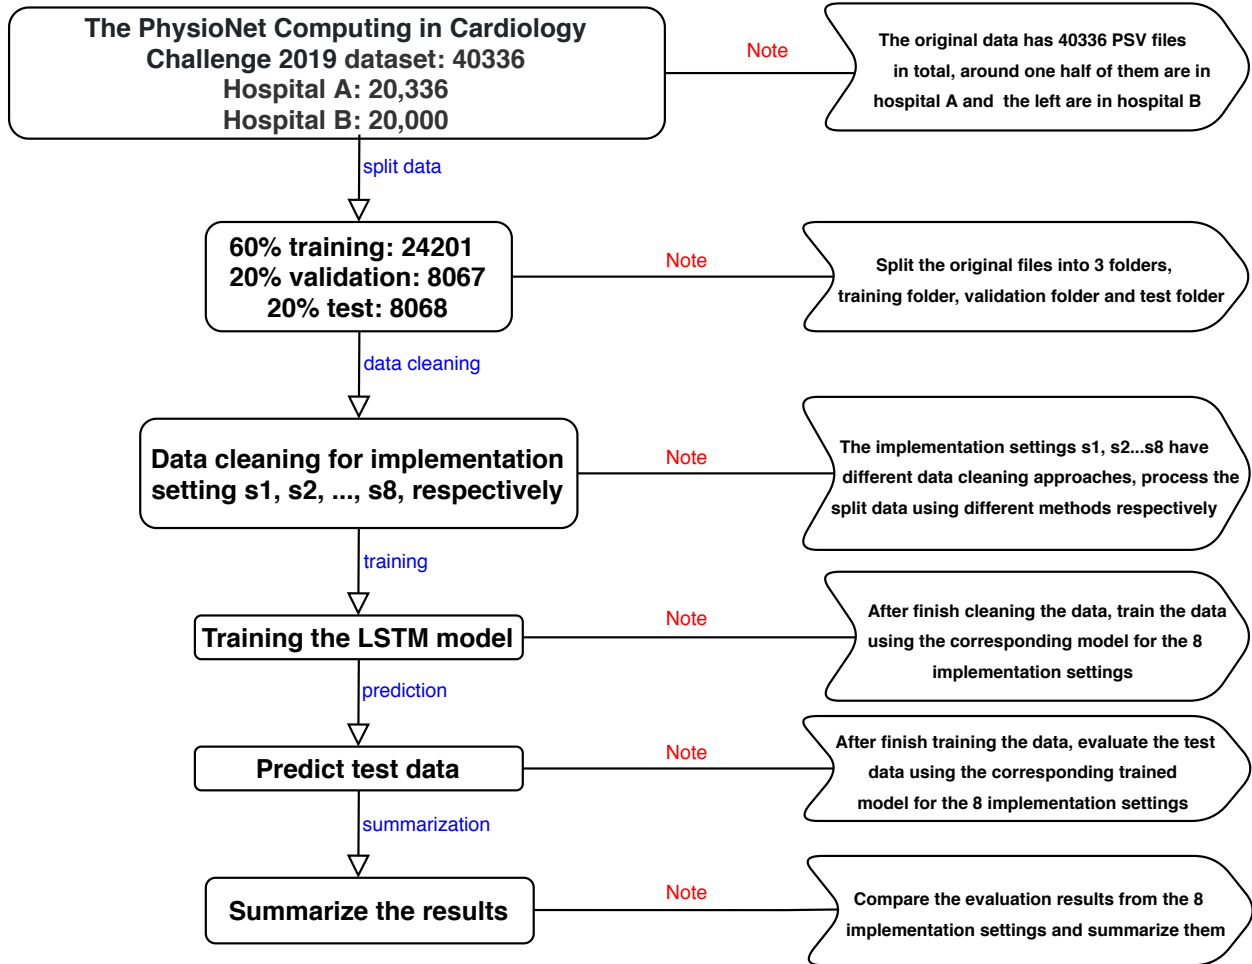 The PhysioNet Computing in Cardiology
Challenge 2019 dataset: 40336
Hospital A: 20,336
Hospital B: 20,000
Note
The original data has 40336 PSV files
in total, around one half of them are in
hospital A and the left are in hospital B
split data
60% training: 24201
20% validation: 8067
20% test: 8068
Note
Split the original files into 3 folders,
training folder, validation folder and test folder
data cleaning
Data cleaning for implementation
setting s1, s2, ..., s8, respectively
Note
The implementation settings s1, s2...s8 have
different data cleaning approaches, process the
split data using different methods respectively
training
Training the LSTM model
Note
After finish cleaning the data, train the data
using the corresponding model for the 8
implementation settings
prediction
Predict test data
Note
After finish training the data, evaluate the test
data using the corresponding trained
model for the 8 implementation settings
summarization
Summarize the results
Note
Compare the evaluation results from the 8
implementation settings and summarize them